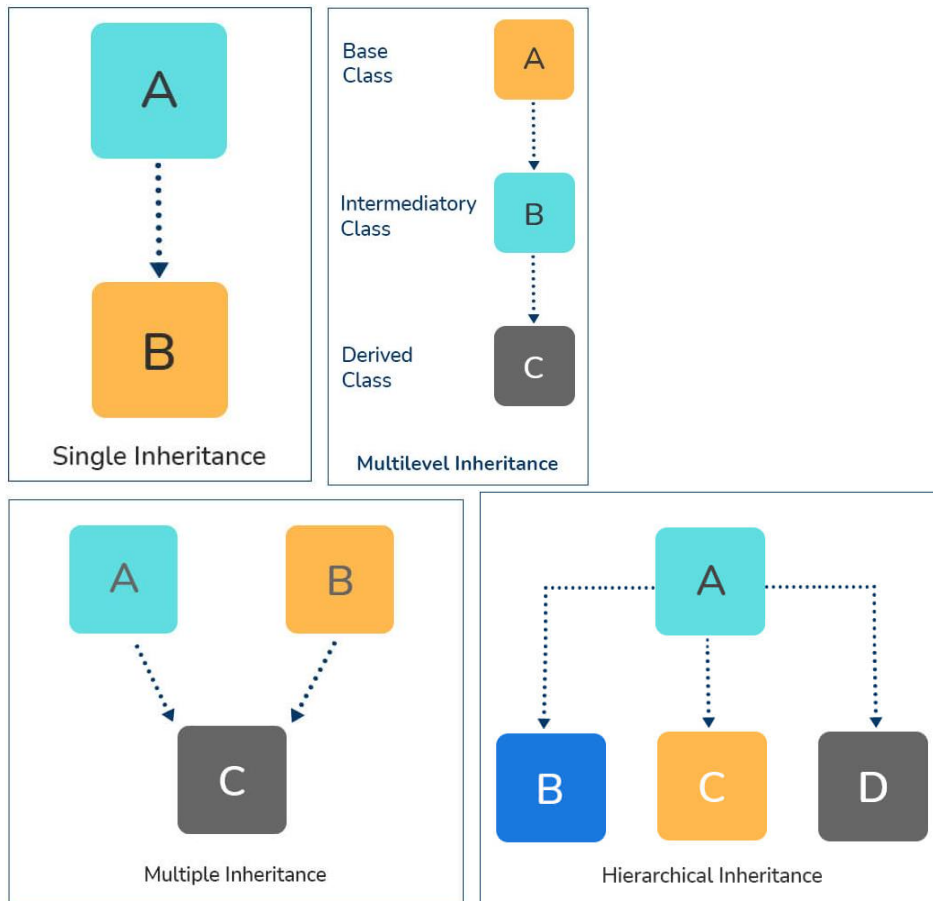 A
B
Single Inheritance
Base
Class
A
Intermediatory
Class
B
Derived
Class
C
Multilevel Inheritance
A
B
C
Multiple Inheritance
A
B
C
D
Hierarchical Inheritance